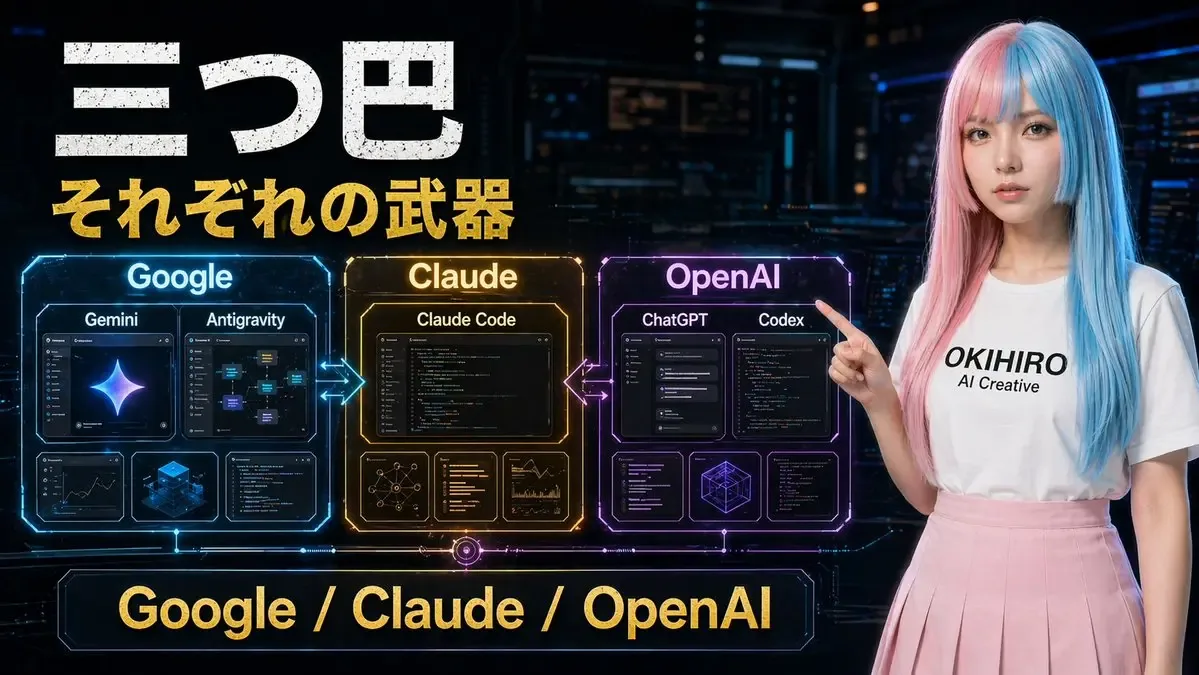 三つ巴
それぞれの武器
Google
Gemini
Antigravity
Claude
Claude Code
OpenAI
ChatGPT
Codex
OKIHIRO
AI Creative
Google / Claude / OpenAI